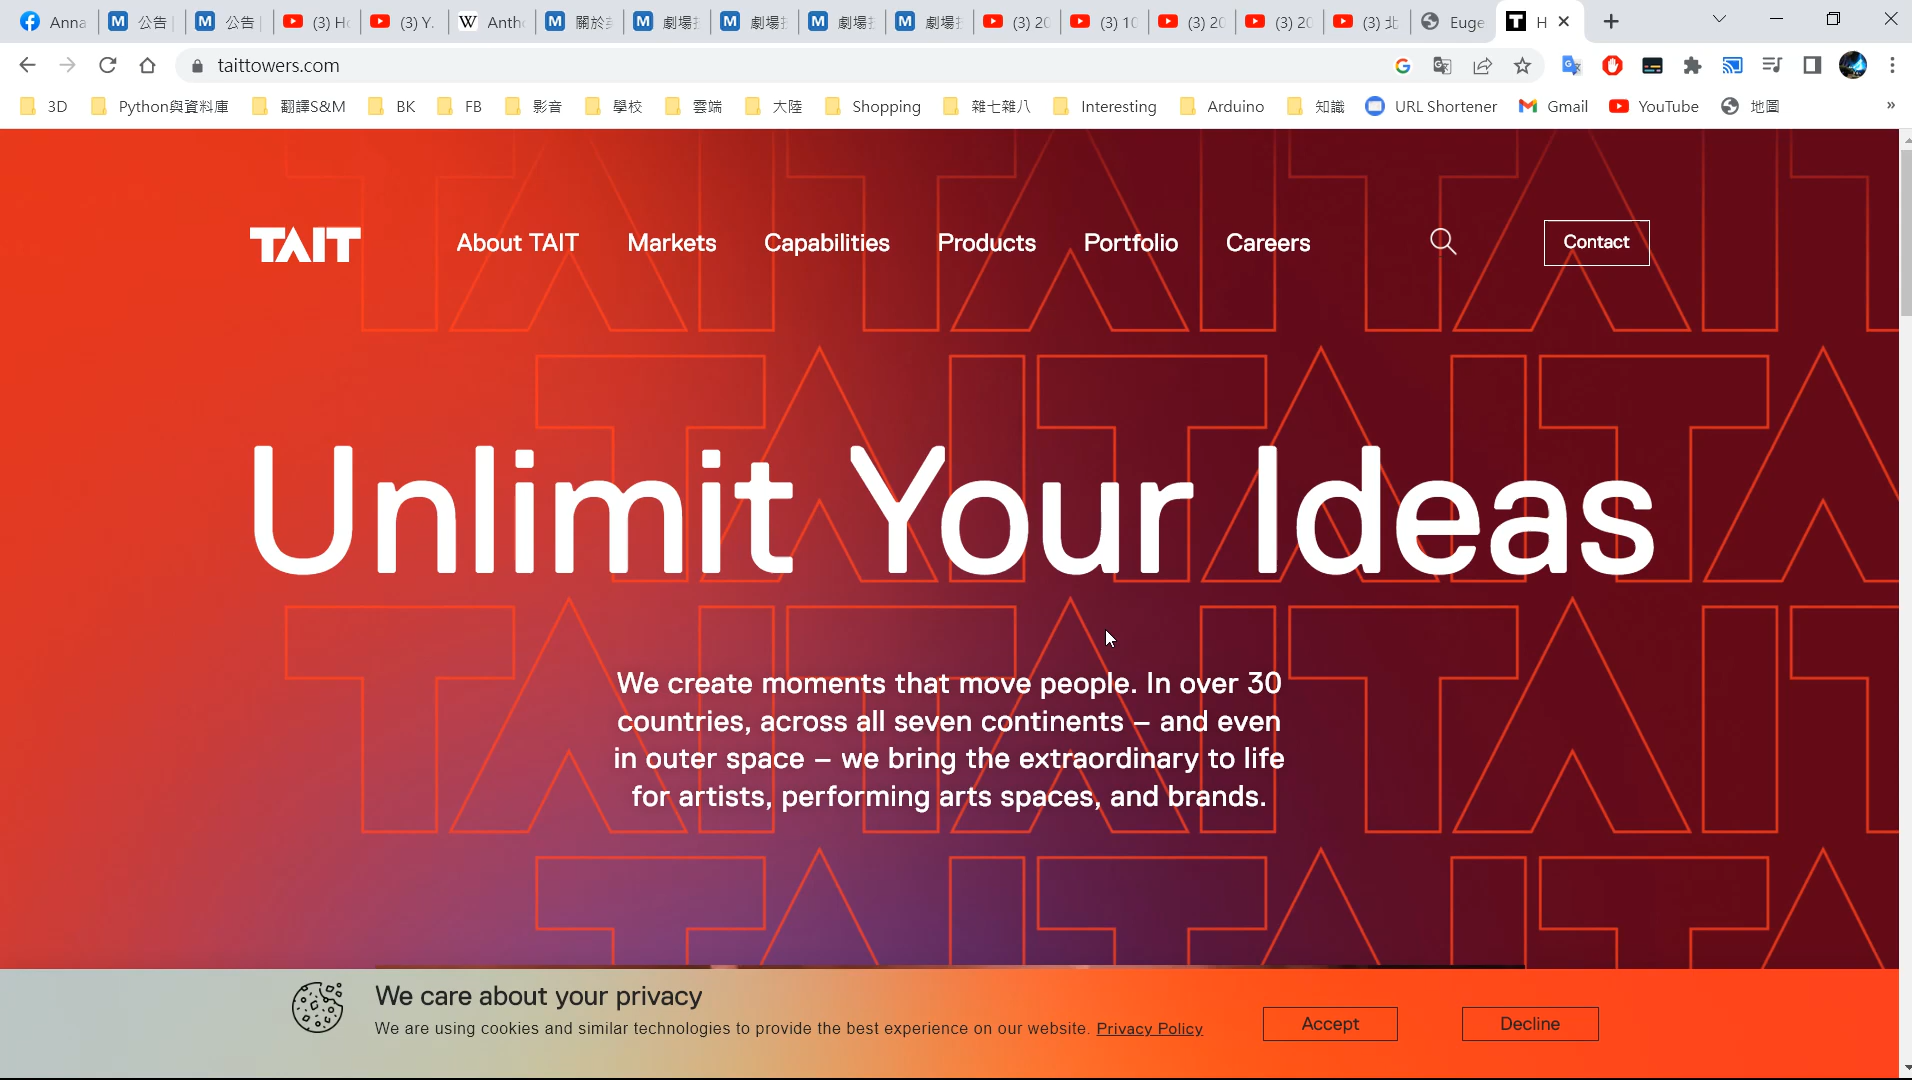 Anna
公告
公告
(3) Ho
(3) Y.
Anth
關於
劇場
劇場
劇場
劇場
(3) 20
(3) 10
(3) 20
(3) 20
(3) 北
Euge
H
taittowers.com
3D
Python與資料庫
翻譯S&M
BK
FB
影音
學校
雲端
大陸
Shopping
雜七雜八
Interesting
Arduino
知識
URL Shortener
Gmail
YouTube
地圖
»
TAIT
About TAIT
Markets
Capabilities
Products
Portfolio
Careers
Contact
Unlimit Your Ideas
We create moments that move people. In over 30
countries, across all seven continents – and even
in outer space – we bring the extraordinary to life
for artists, performing arts spaces, and brands.
We care about your privacy
We are using cookies and similar technologies to provide the best experience on our website. Privacy Policy
Accept
Decline